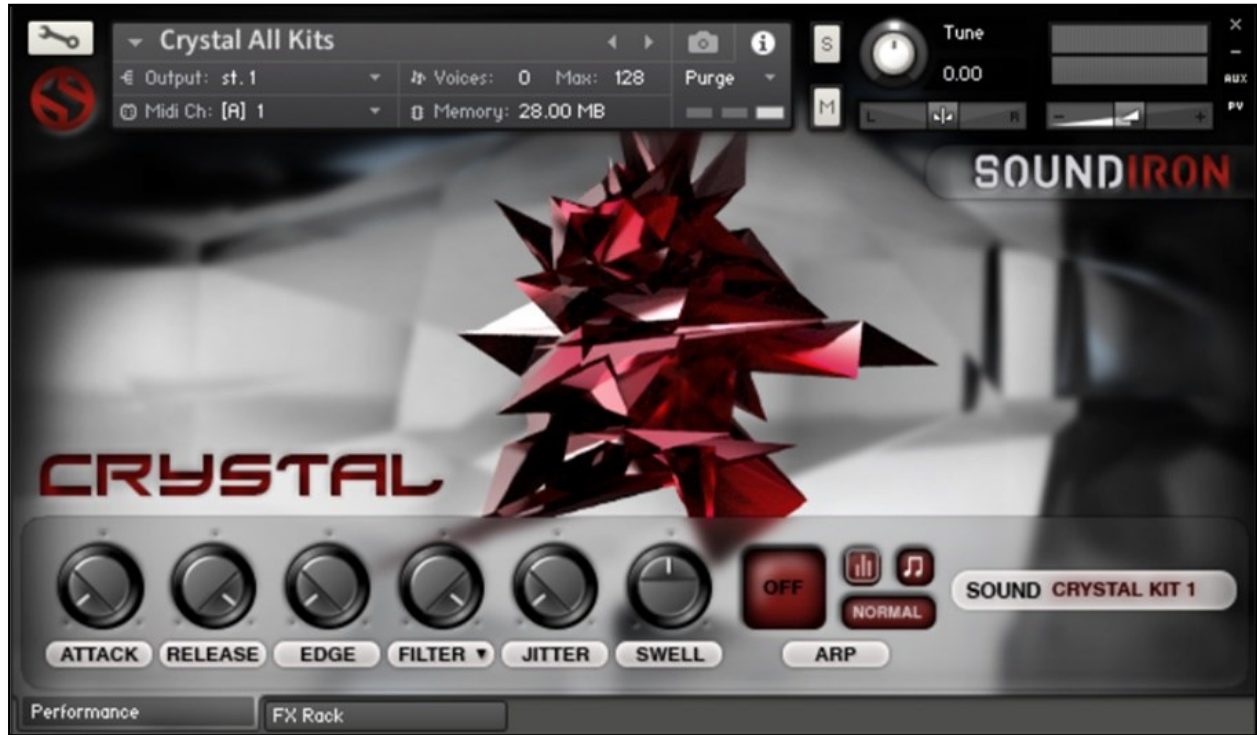 Crystal All Kits
Output: st. 1
Voices: 0 Max: 128
Purge
Midi Ch: [A] 1
Memory: 28.00 MB
S
M
Tune
0.00
L R
- +
×
-
AUX
PV
SOUNDIRON
CRYSTAL
OFF
NORMAL
SOUND CRYSTAL KIT 1
ATTACK RELEASE EDGE FILTER ▼ JITTER SWELL ARP
Performance FX Rack